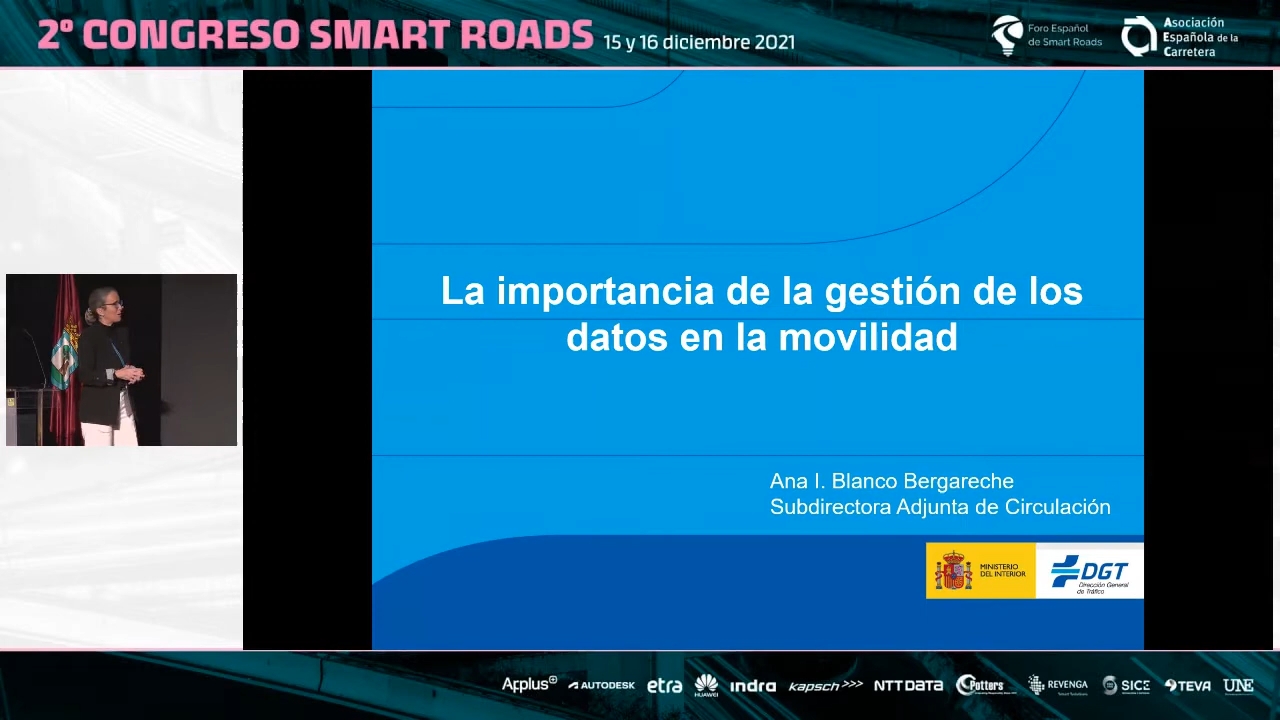 2º CONGRESO SMART ROADS 15 y 16 diciembre 2021
Foro Español
de Smart Roads
Asociación
Española de la
Carretera
La importancia de la gestión de los
datos en la movilidad
Ana I. Blanco Bergareche
Subdirectora Adjunta de Circulación
MINISTERIO
DEL INTERIOR
DGT
Dirección General
de Tráfico
Applus+ AUTODESK etra HUAWEI indra kapsch>>> NTT DATA Potters REVENGA SICE TEVA UNE